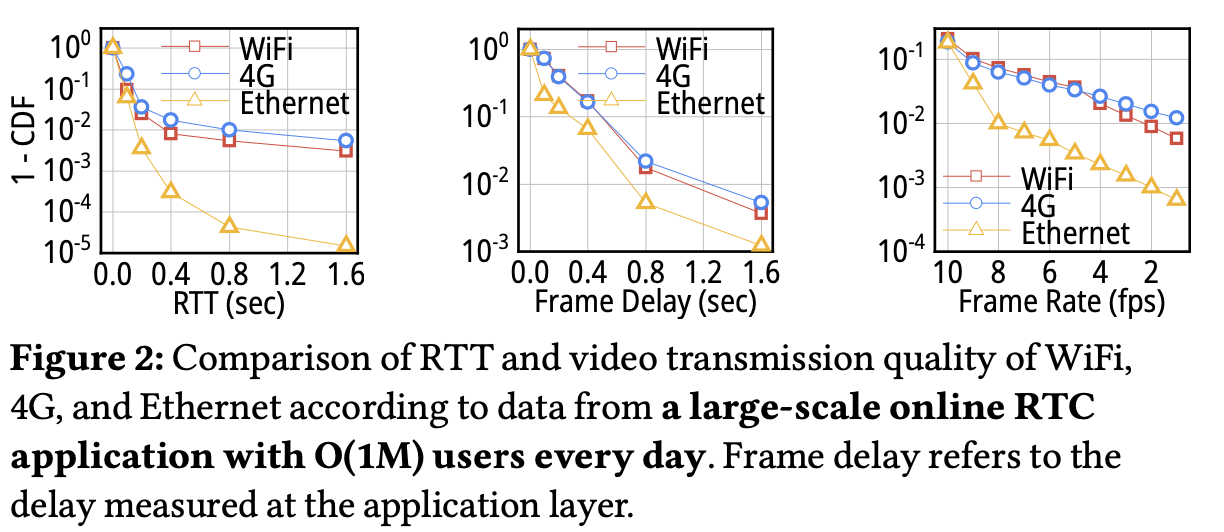 10⁰
10⁻¹
10⁻²
10⁻³
10⁻⁴
10⁻⁵
1 - CDF
WiFi
4G
Ethernet
0.0 0.4 0.8 1.2 1.6
RTT (sec)
10⁰
10⁻¹
10⁻²
10⁻³
WiFi
4G
Ethernet
0.0 0.4 0.8 1.2 1.6
Frame Delay (sec)
10⁻¹
10⁻²
10⁻³
10⁻⁴
WiFi
4G
Ethernet
10 8 6 4 2
Frame Rate (fps)
Figure 2: Comparison of RTT and video transmission quality of WiFi,
4G, and Ethernet according to data from a large-scale online RTC
application with O(1M) users every day. Frame delay refers to the
delay measured at the application layer.